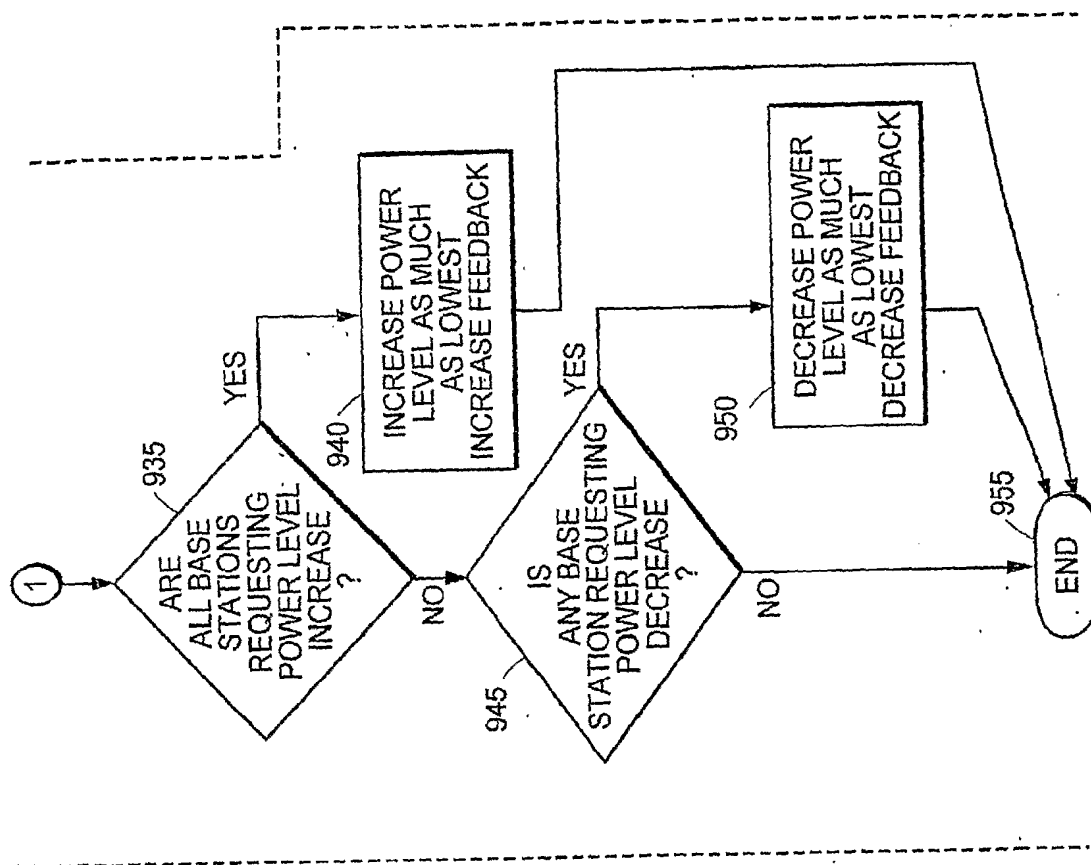 1
ARE
ALL BASE
STATIONS
REQUESTING
POWER LEVEL
INCREASE
?
935
YES
940
INCREASE POWER
LEVEL AS MUCH
AS LOWEST
INCREASE FEEDBACK
NO
IS
ANY BASE
STATION REQUESTING
POWER LEVEL
DECREASE
?
945
YES
950
DECREASE POWER
LEVEL AS MUCH
AS LOWEST
DECREASE FEEDBACK
NO
END
955